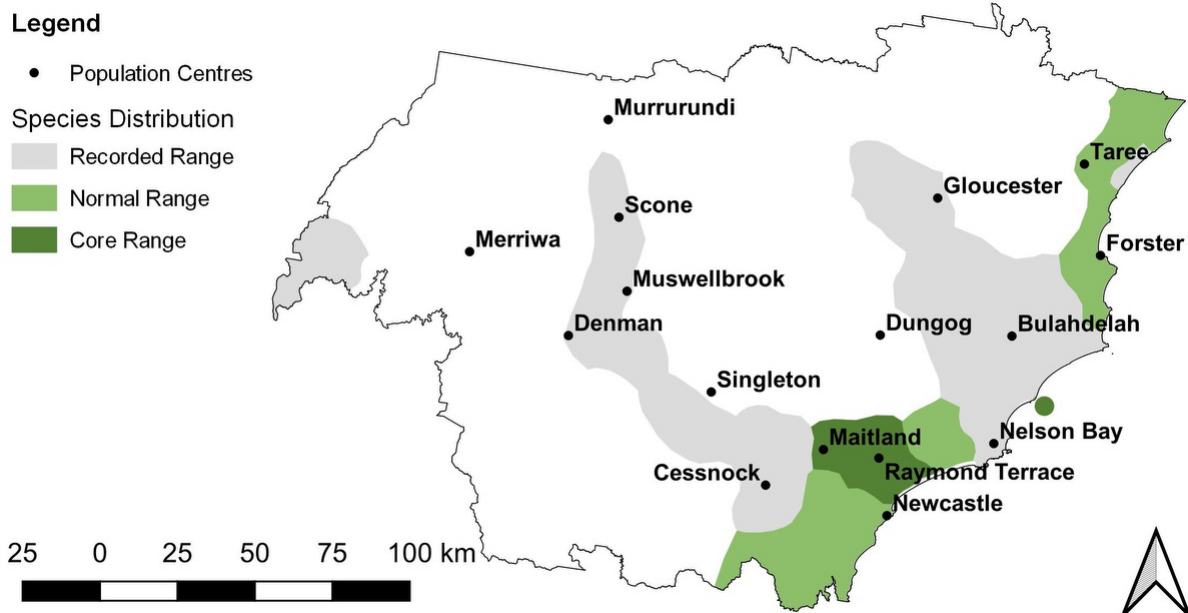 Legend
Population Centres
Species Distribution
Recorded Range
Normal Range
Core Range
Murrurundi
Taree
Gloucester
Scone
Merriwa
Forster
Muswellbrook
Denman
Dungog
Bulahdelah
Singleton
Maitland
Nelson Bay
Cessnock
Raymond Terrace
Newcastle
25 0 25 50 75 100 km